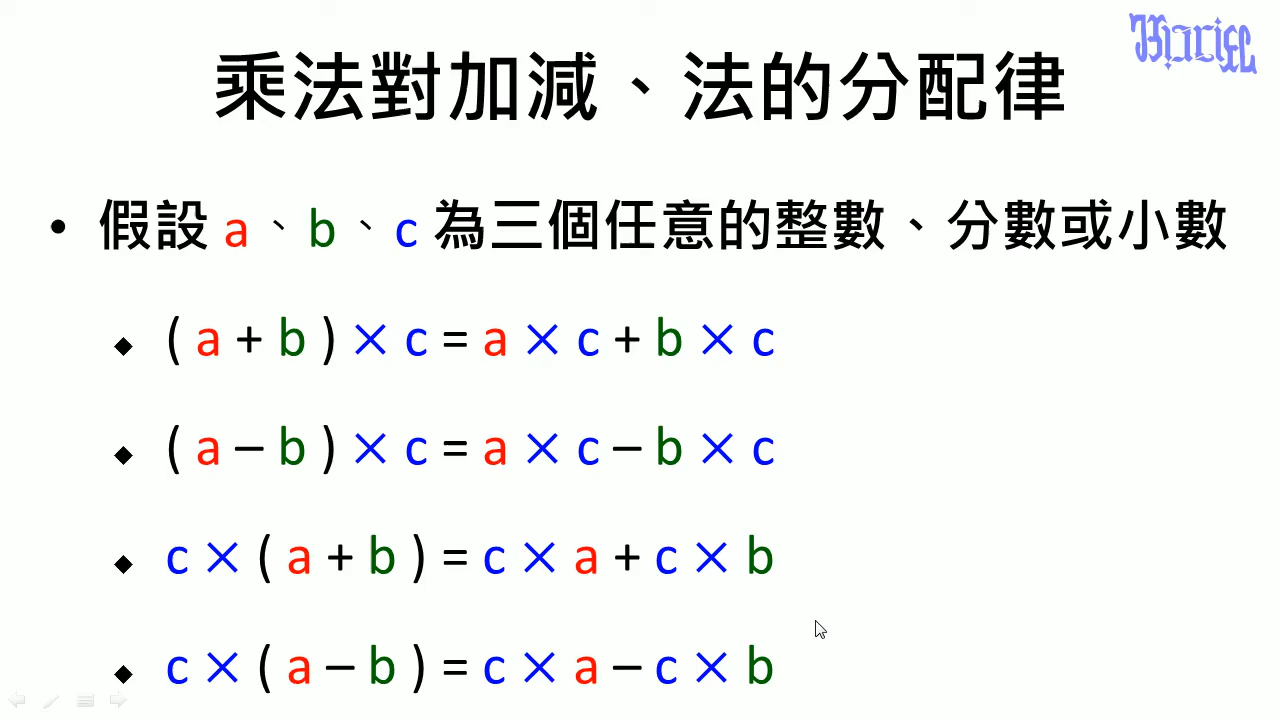 乘法對加減、法的分配律
• 假設 a、b、c 為三個任意的整數、分數或小數
◆ ( a + b ) × c = a × c + b × c
◆ ( a − b ) × c = a × c − b × c
◆ c × ( a + b ) = c × a + c × b
◆ c × ( a − b ) = c × a − c × b